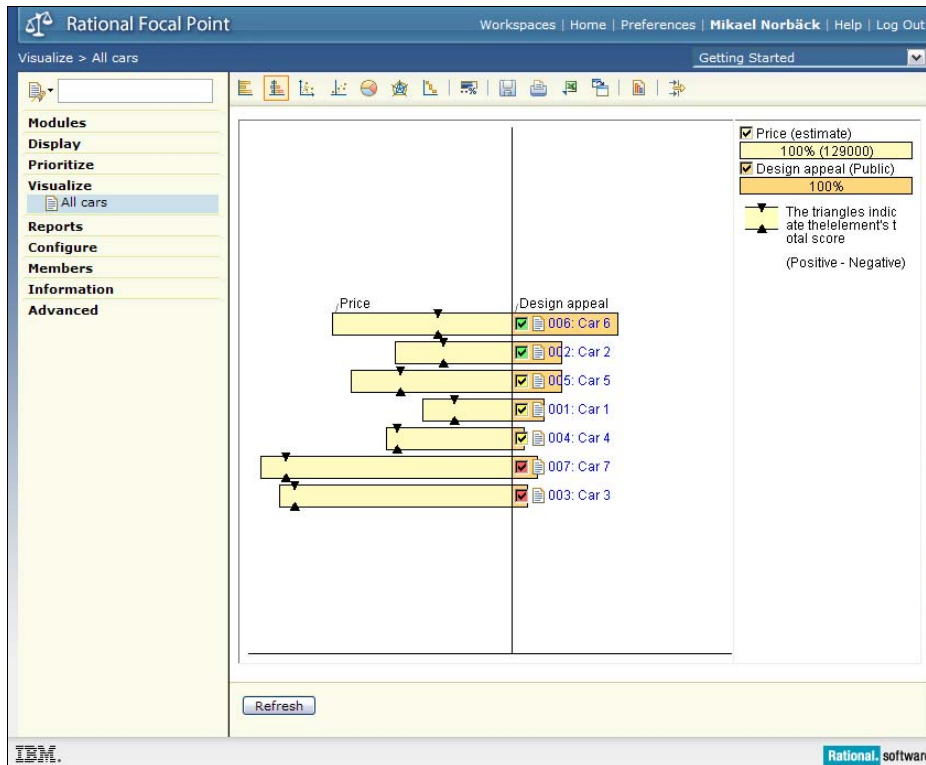 Rational Focal Point
Workspaces | Home | Preferences | Mikael Norbäck | Help | Log Out
Visualize > All cars
Getting Started
Modules
Display
Prioritize
Visualize
All cars
Reports
Configure
Members
Information
Advanced
Price (estimate)
100% (129000)
Design appeal (Public)
100%
The triangles indic
ate thelelement's t
otal score
(Positive - Negative)
Price
Design appeal
006: Car 6
002: Car 2
005: Car 5
001: Car 1
004: Car 4
007: Car 7
003: Car 3
Refresh
IBM.
Rational. software